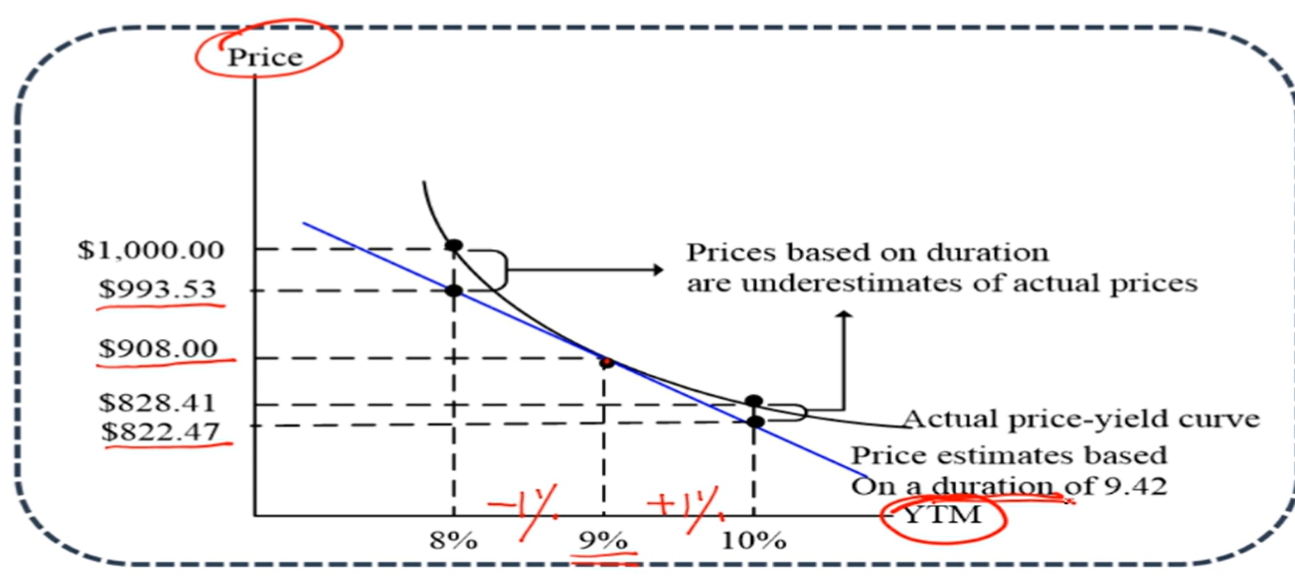 Price
$1,000.00
$993.53
$908.00
$828.41
$822.47
Prices based on duration
are underestimates of actual prices
Actual price-yield curve
Price estimates based
On a duration of 9.42
-1%
+1%
YTM
8%
9%
10%